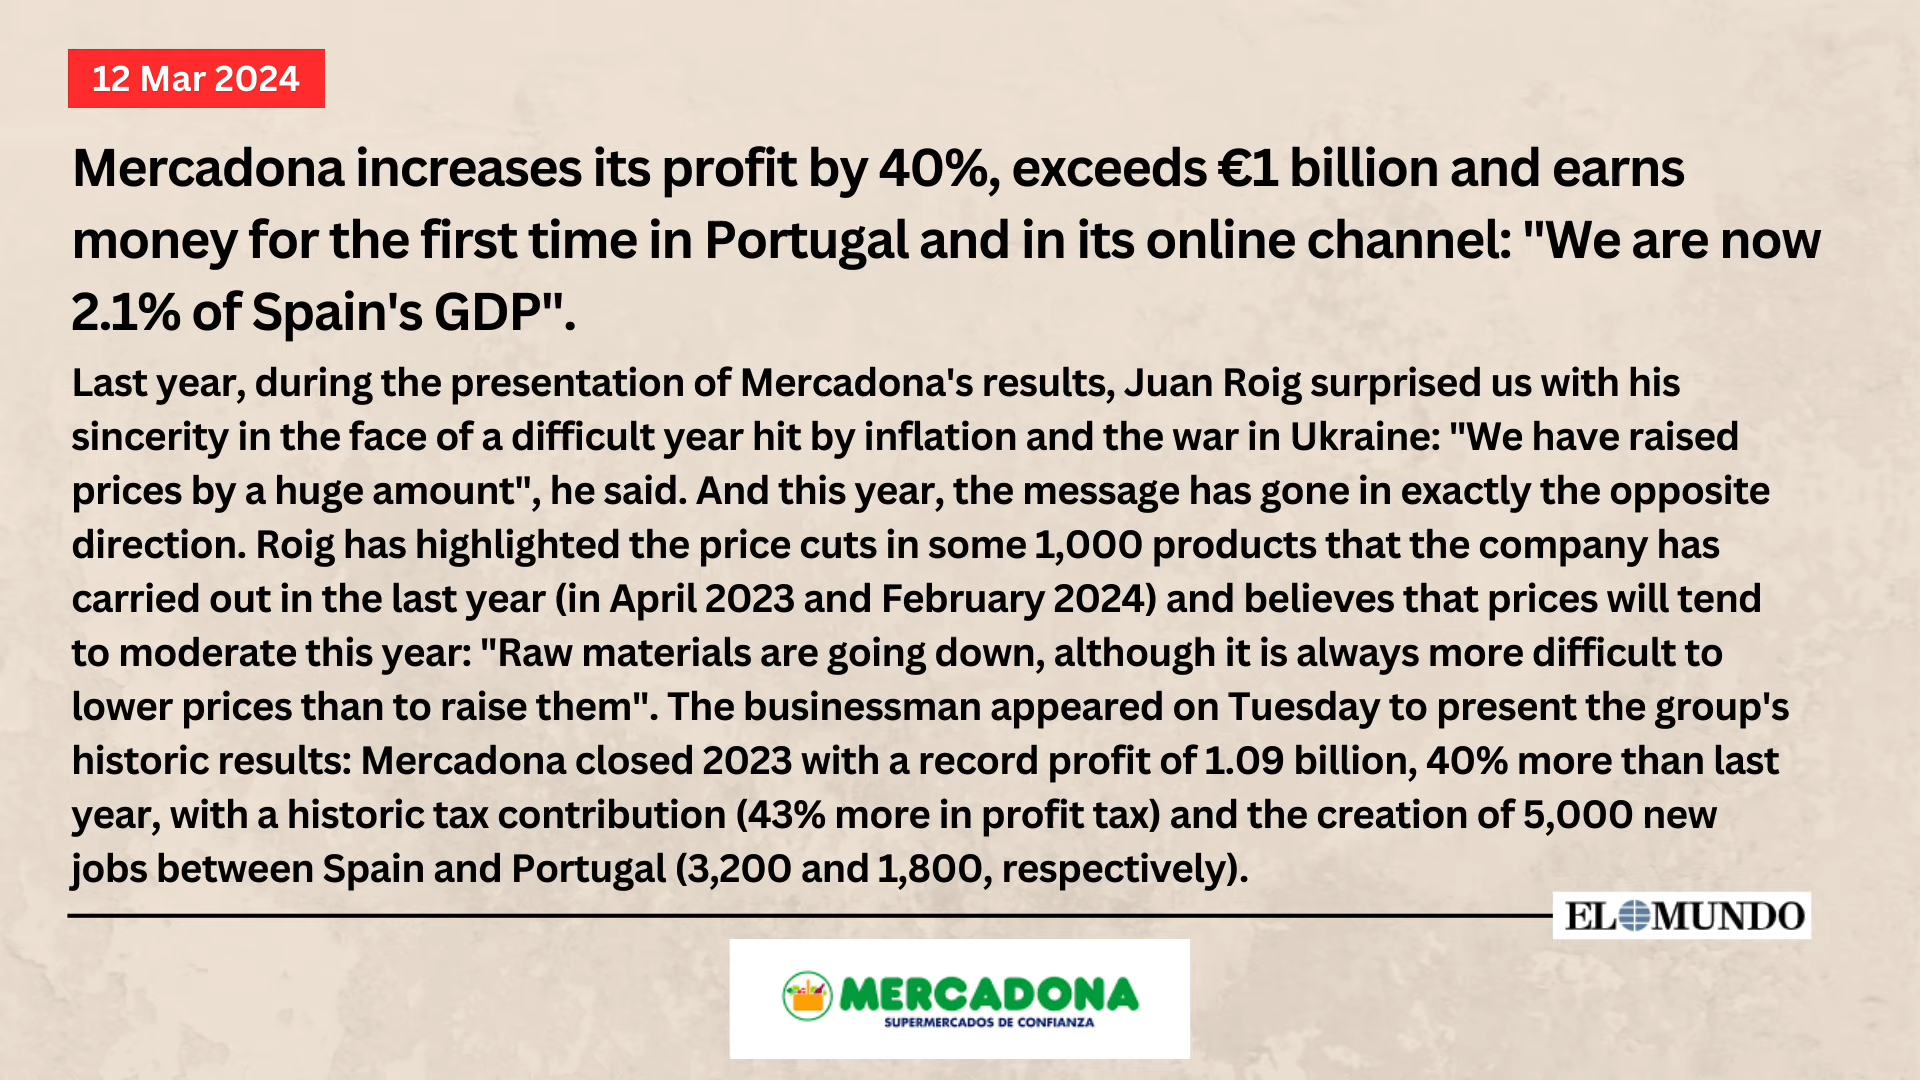 12 Mar 2024
Mercadona increases its profit by 40%, exceeds €1 billion and earns
money for the first time in Portugal and in its online channel: "We are now
2.1% of Spain's GDP".
Last year, during the presentation of Mercadona's results, Juan Roig surprised us with his
sincerity in the face of a difficult year hit by inflation and the war in Ukraine: "We have raised
prices by a huge amount", he said. And this year, the message has gone in exactly the opposite
direction. Roig has highlighted the price cuts in some 1,000 products that the company has
carried out in the last year (in April 2023 and February 2024) and believes that prices will tend
to moderate this year: "Raw materials are going down, although it is always more difficult to
lower prices than to raise them". The businessman appeared on Tuesday to present the group's
historic results: Mercadona closed 2023 with a record profit of 1.09 billion, 40% more than last
year, with a historic tax contribution (43% more in profit tax) and the creation of 5,000 new
jobs between Spain and Portugal (3,200 and 1,800, respectively).
EL MUNDO
MERCADONA
SUPERMERCADOS DE CONFIANZA